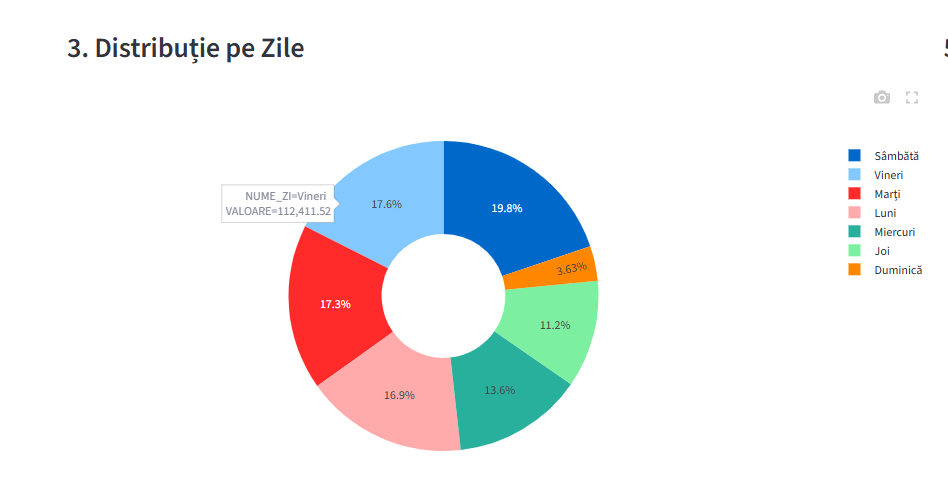 3. Distribuție pe Zile
NUME_ZI=Vineri
VALOARE=112,411.52
17.6%
19.8%
3.63%
17.3%
11.2%
16.9%
13.6%
Sâmbătă
Vineri
Marți
Luni
Miercuri
Joi
Duminică